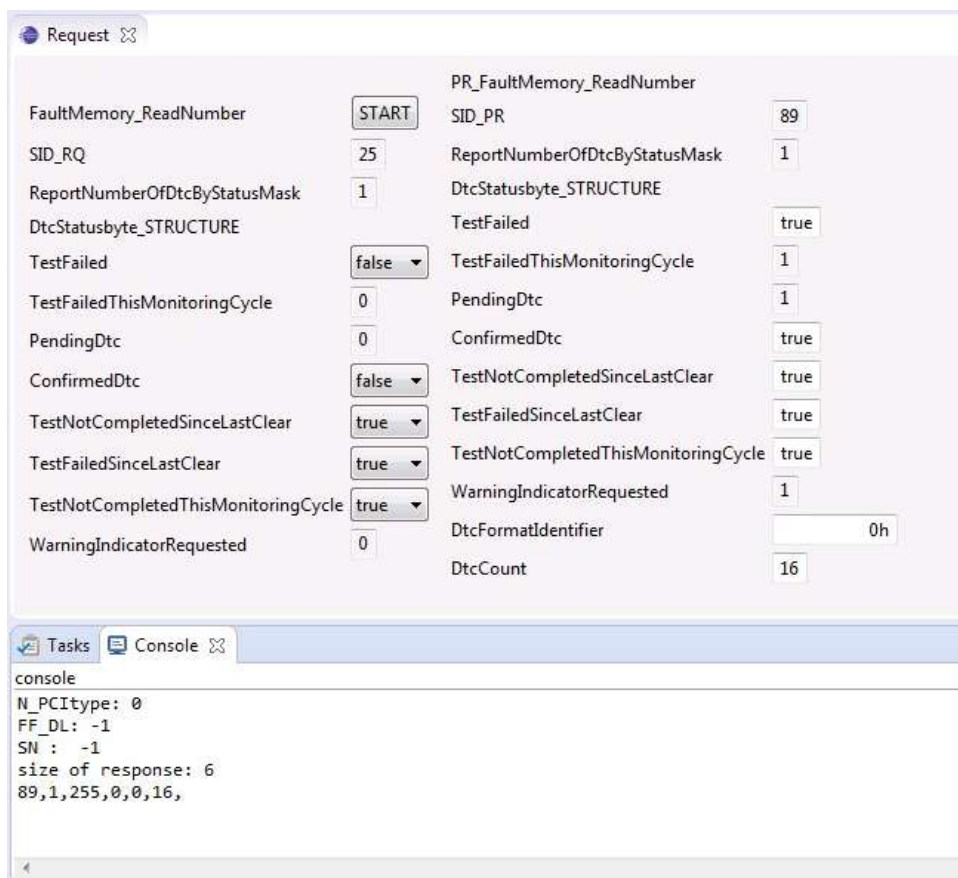 Request
FaultMemory_ReadNumber START
SID_RQ 25
ReportNumberOfDtcByStatusMask 1
DtcStatusbyte_STRUCTURE
TestFailed false
TestFailedThisMonitoringCycle 0
PendingDtc 0
ConfirmedDtc false
TestNotCompletedSinceLastClear true
TestFailedSinceLastClear true
TestNotCompletedThisMonitoringCycle true
WarningIndicatorRequested 0
PR_FaultMemory_ReadNumber
SID_PR 89
ReportNumberOfDtcByStatusMask 1
DtcStatusbyte_STRUCTURE
TestFailed true
TestFailedThisMonitoringCycle 1
PendingDtc 1
ConfirmedDtc true
TestNotCompletedSinceLastClear true
TestFailedSinceLastClear true
TestNotCompletedThisMonitoringCycle true
WarningIndicatorRequested 1
DtcFormatIdentifier 0h
DtcCount 16
Tasks Console
console
N_PCItype: 0
FF_DL: -1
SN :  -1
size of response: 6
89,1,255,0,0,16,